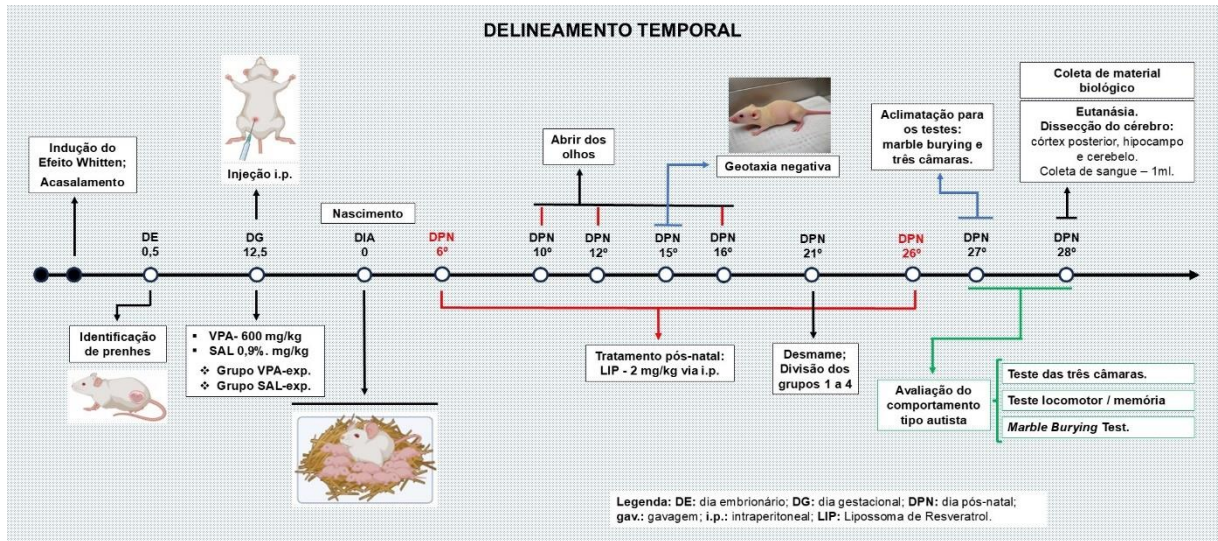 DELINEAMENTO TEMPORAL
Indução do
Efeito Whitten;
Acasalamento
Injeção i.p.
Nascimento
Abrir dos
olhos
Geotaxia negativa
Aclimatação para
os testes:
marble burying e
três câmaras.
Coleta de material
biológico
Eutanásia.
Dissecção do cérebro:
córtex posterior, hipocampo
e cerebelo.
Coleta de sangue – 1ml.
DE
0,5
DG
12,5
DIA
0
DPN
6º
DPN
10º
DPN
12º
DPN
15º
DPN
16º
DPN
21º
DPN
26º
DPN
27º
DPN
28º
Identificação
de prenhes
▪ VPA- 600 mg/kg
▪ SAL 0,9%. mg/kg
❖ Grupo VPA-exp.
❖ Grupo SAL-exp.
Tratamento pós-natal:
LIP - 2 mg/kg via i.p.
Desmame;
Divisão dos
grupos 1 a 4
Avaliação do
comportamento
tipo autista
Teste das três câmaras.
Teste locomotor / memória
Marble Burying Test.
Legenda: DE: dia embrionário; DG: dia gestacional; DPN: dia pós-natal;
gav.: gavagem; i.p.: intraperitoneal; LIP: Lipossoma de Resveratrol.